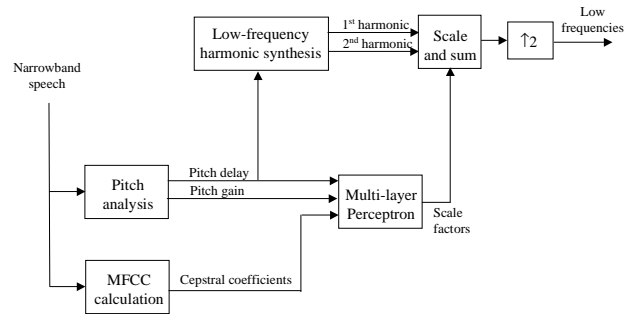 Low-frequency
harmonic synthesis
1st harmonic
2nd harmonic
Scale
and sum
↑2
Low
frequencies
Narrowband
speech
Pitch
analysis
Pitch delay
Pitch gain
Multi-layer
Perceptron
Scale
factors
MFCC
calculation
Cepstral coefficients